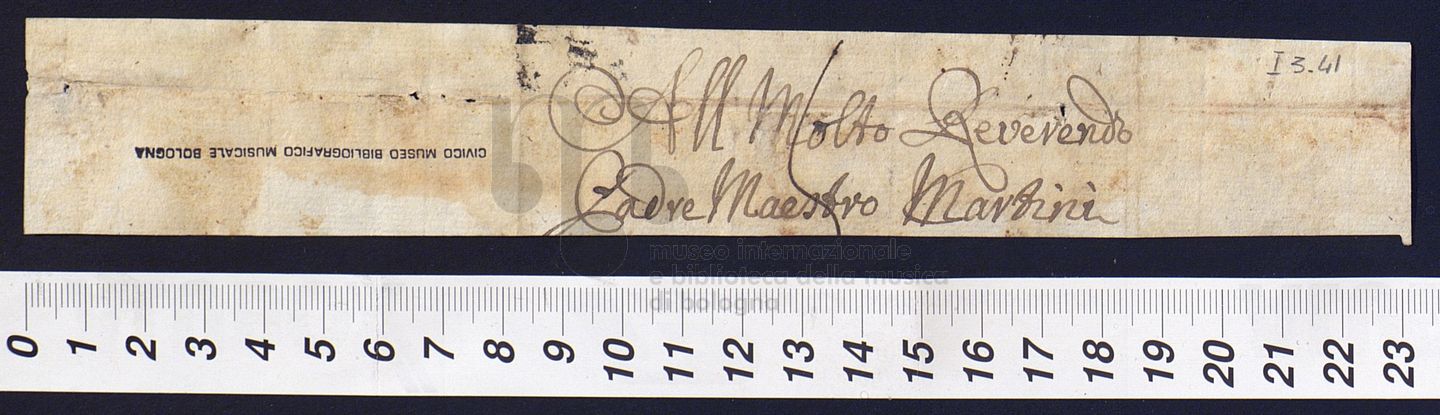 I 3.41
All Molto Reverendo
Padre Maestro Martini
CIVICO MUSEO BIBLIOGRAFICO MUSICALE BOLOGNA
museo internazionale
e biblioteca della musica
di bologna
0 1 2 3 4 5 6 7 8 9 10 11 12 13 14 15 16 17 18 19 20 21 22 23